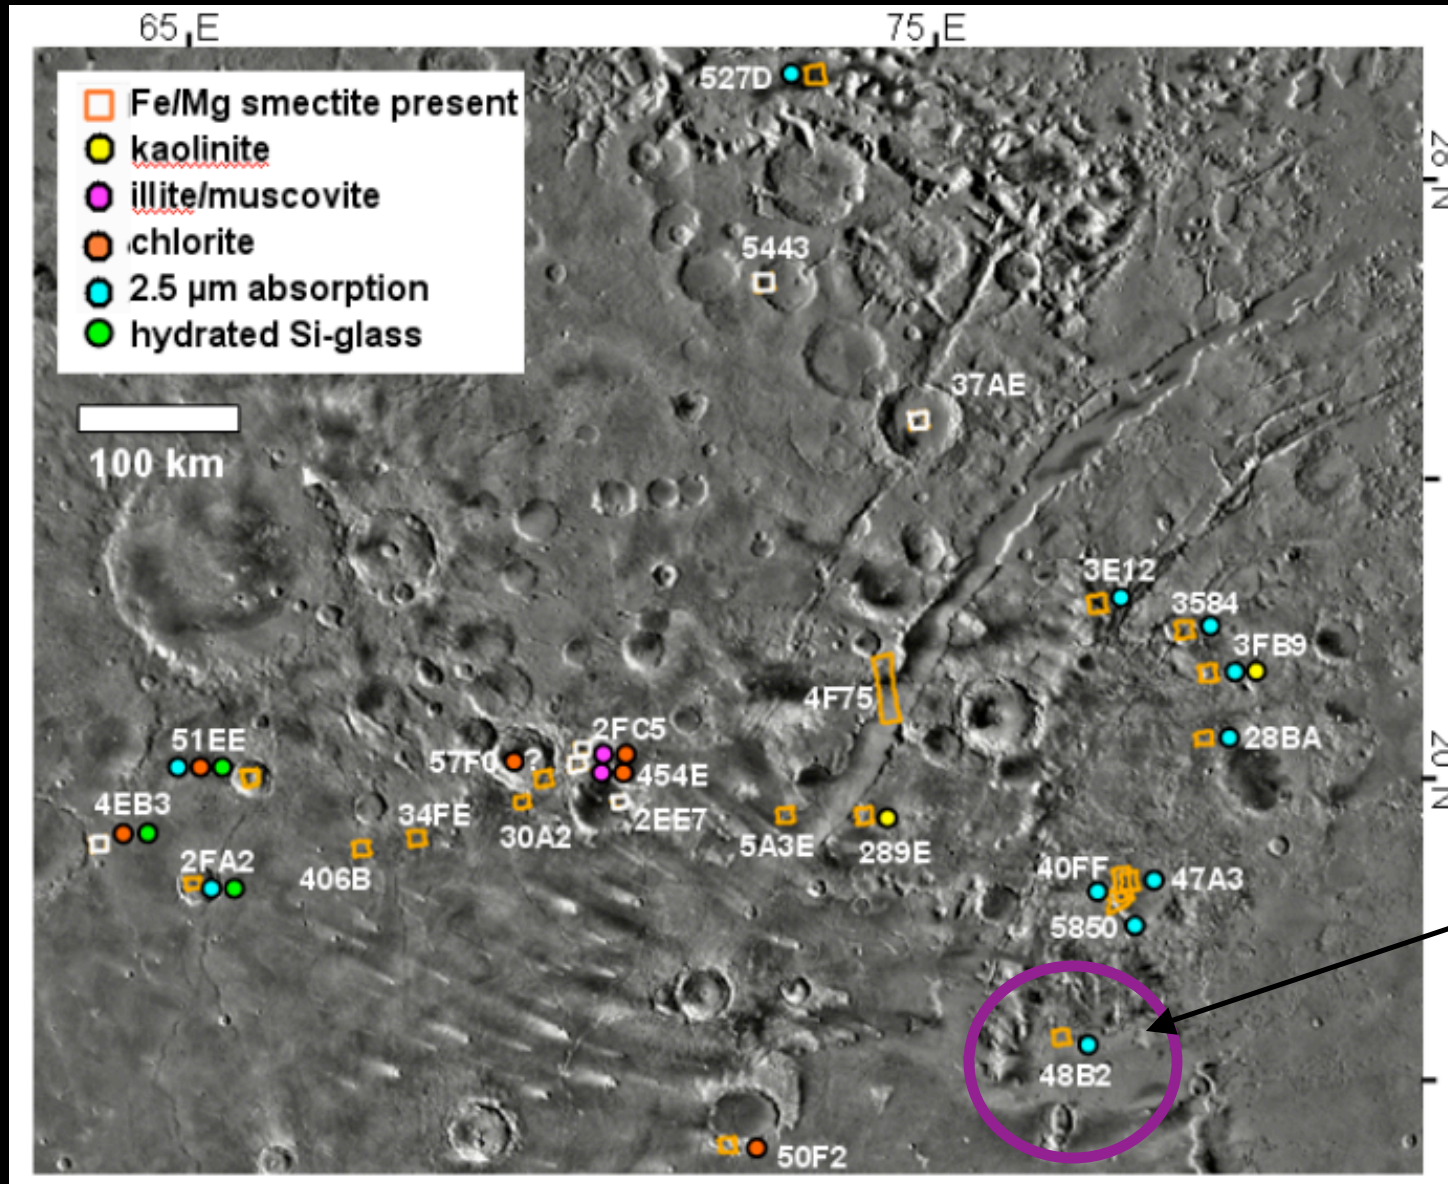 65 E
75 E
527D
Fe/Mg smectite present
kaolinite
illite/muscovite
chlorite
2.5 µm absorption
hydrated Si-glass
28 N
5443
37AE
100 km
3E12
3584
3FB9
4F75
2FC5
51EE
57F0 ?
28BA
454E
20 N
4EB3
34FE
2EE7
30A2
5A3E
289E
2FA2
406B
40FF
47A3
5850
48B2
50F2